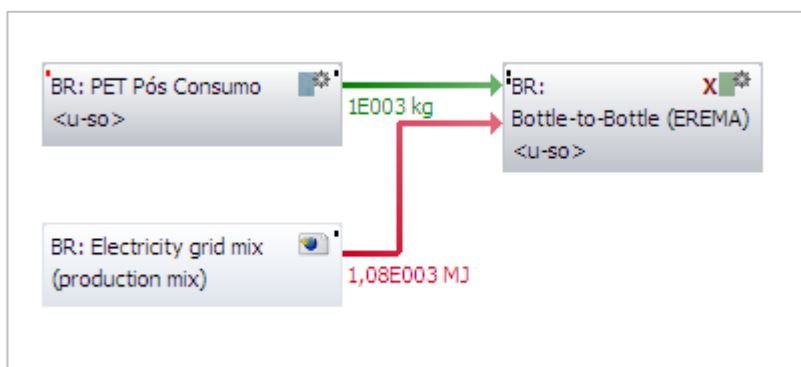 BR: PET Pós Consumo
<u-so>
1E003 kg
BR:
X
Bottle-to-Bottle (EREMA)
<u-so>
BR: Electricity grid mix
(production mix)
1,08E003 MJ